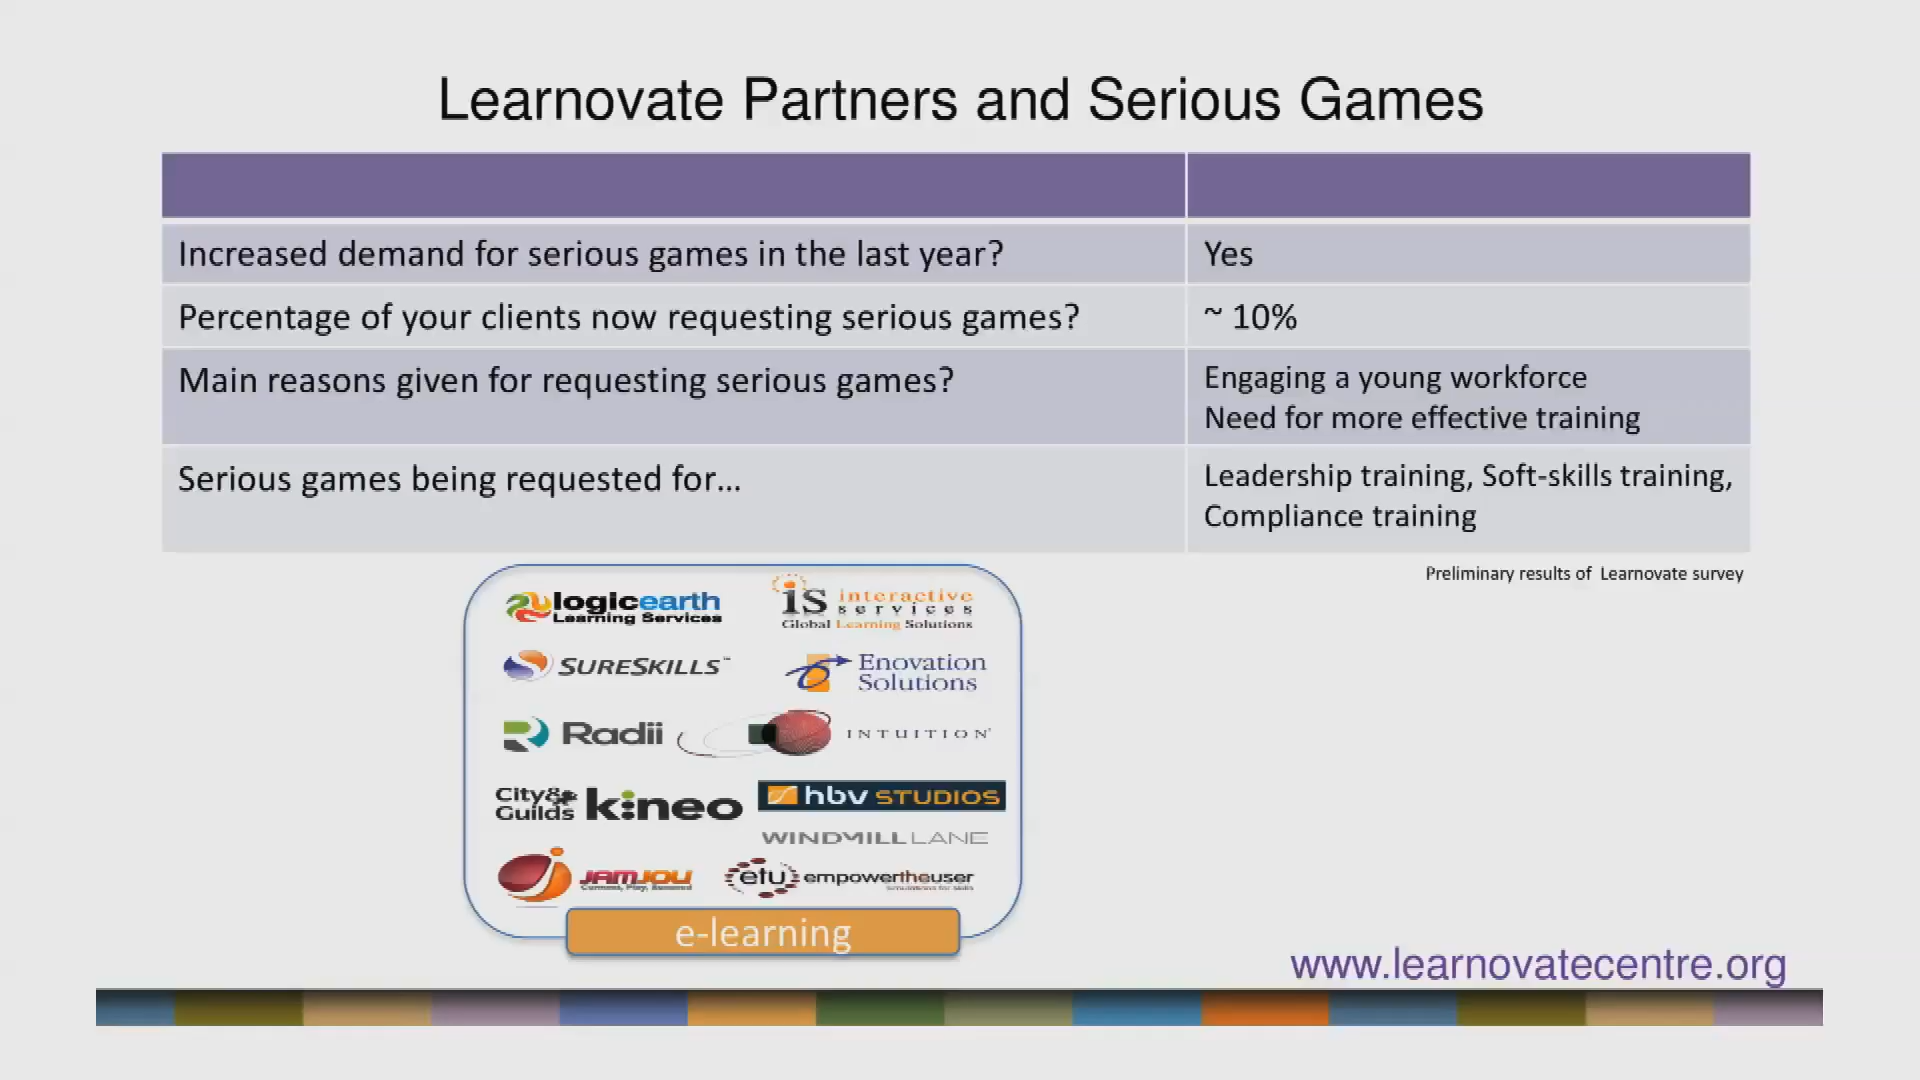 Learnovate Partners and Serious Games
Increased demand for serious games in the last year?
Yes
Percentage of your clients now requesting serious games?
~ 10%
Main reasons given for requesting serious games?
Engaging a young workforce
Need for more effective training
Serious games being requested for...
Leadership training, Soft-skills training,
Compliance training
Preliminary results of Learnovate survey
logicearth
Learning Services
is interactive
services
Global Learning Solutions
SURESKILLS™
Enovation
Solutions
Radii
INTUITION
City&
Guilds
kineo
hbv STUDIOS
WINDMILL LANE
JAMJOU
etu empowertheuser
simulations for skills
e-learning
www.learnovatecentre.org